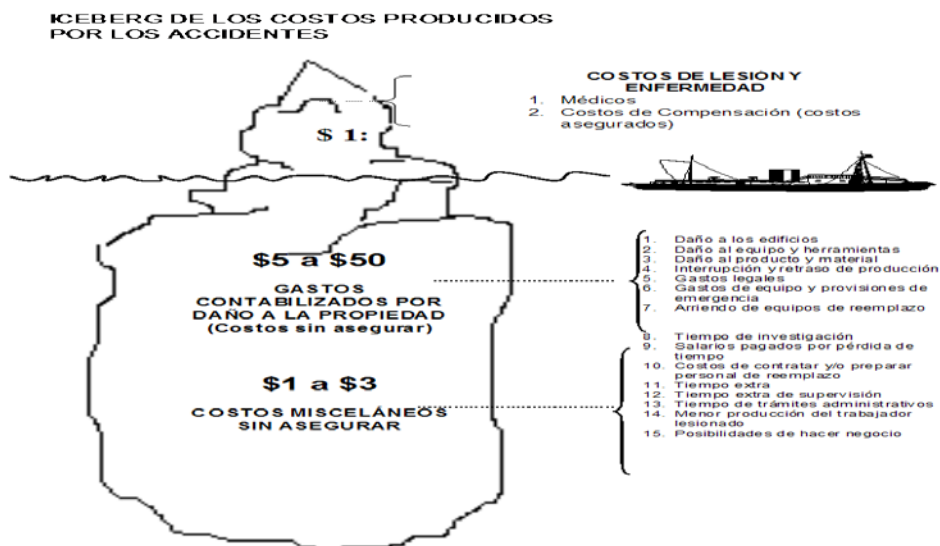 ICEBERG DE LOS COSTOS PRODUCIDOS
POR LOS ACCIDENTES
COSTOS DE LESION Y
ENFERMEDAD
1. Médicos
2. Costos de Compensación (costos
asegurados)
$ 1:
$5 a $50
GASTOS
CONTABILIZADOS POR
DAÑO A LA PROPIEDAD
(Costos sin asegurar)
1. Daño a los edificios
2. Daño al equipo y herramientas
3. Daño al producto y material
4. Interrupción y retraso de producción
5. Gastos legales
6. Gastos de equipo y provisiones de
emergencia
7. Arriendo de equipos de reemplazo
$1 a $3
COSTOS MISCELÁNEOS
SIN ASEGURAR
8. Tiempo de investigación
9. Salarios pagados por pérdida de
tiempo
10. Costos de contratar y/o preparar
personal de reemplazo
11. Tiempo extra
12. Tiempo extra de supervisión
13. Tiempo de trámites administrativos
14. Menor producción del trabajador
lesionado
15. Posibilidades de hacer negocio